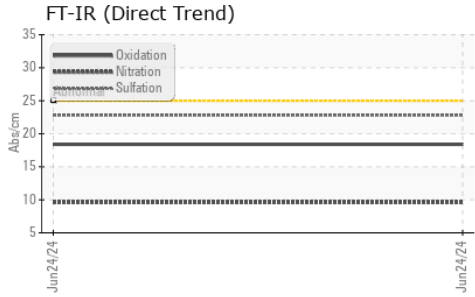 FT-IR (Direct Trend)
35
30
25
20
15
10
5
Abs/cm
Oxidation
Nitration
Sulfation
Abnormal
Jun24/24
Jun24/24